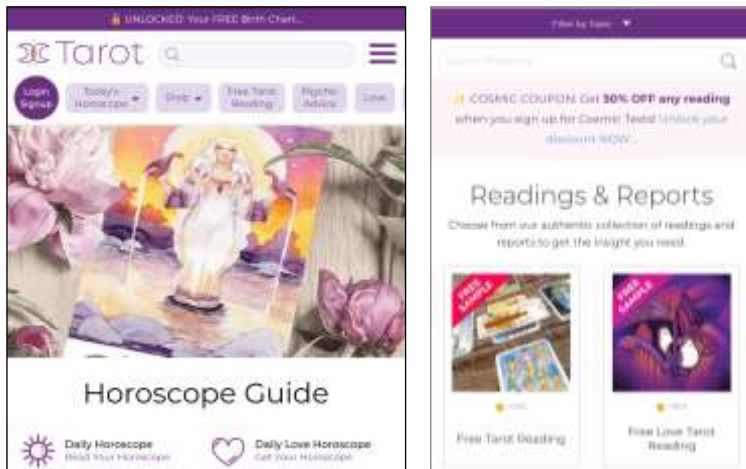 UNLOCKED: Your FREE Birth Chart...
Tarot
Login
Signup
Today's
Horoscope
Shop
Free Tarot
Reading
Psychic
Advice
Love
Horoscope Guide
Daily Horoscope
Read Your Horoscope
Daily Love Horoscope
Get Your Horoscope
Filter by Topic
COSMIC COUPON: Get 50% OFF any reading
when you sign up for Cosmic Texts! Unlock your
discount NOW...
Readings & Reports
Choose from our authentic collection of readings and
reports to get the insight you need.
FREE
SAMPLE
Free Tarot Reading
FREE
SAMPLE
Free Love Tarot
Reading